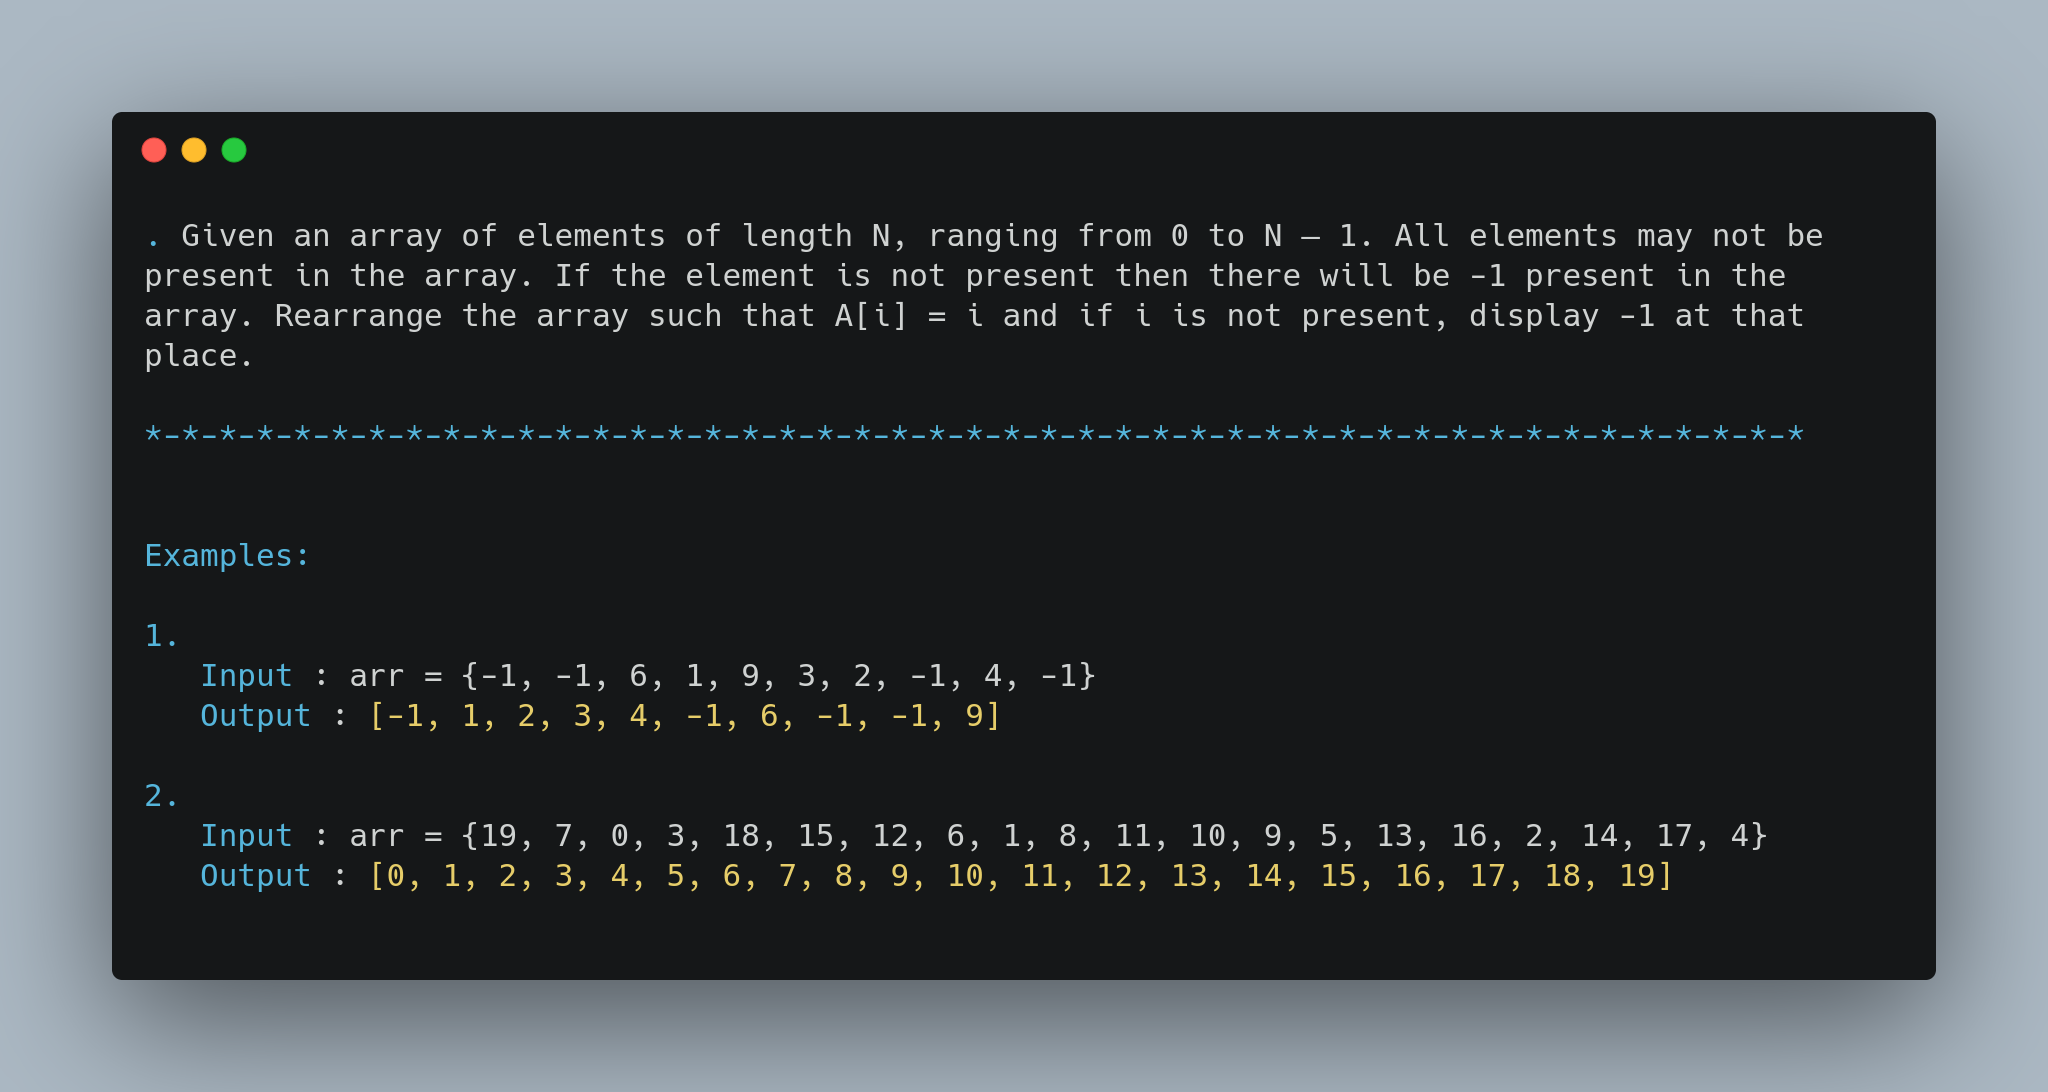 . Given an array of elements of length N, ranging from 0 to N – 1. All elements may not be
present in the array. If the element is not present then there will be -1 present in the
array. Rearrange the array such that A[i] = i and if i is not present, display -1 at that
place.
*-*-*-*-*-*-*-*-*-*-*-*-*-*-*-*-*-*-*-*-*-*-*-*-*-*-*-*-*-*-*-*-*-*-*-*-*-*-*-*-*-*-*-*-*
Examples:
1.
Input : arr = {-1, -1, 6, 1, 9, 3, 2, -1, 4, -1}
Output : [-1, 1, 2, 3, 4, -1, 6, -1, -1, 9]
2.
Input : arr = {19, 7, 0, 3, 18, 15, 12, 6, 1, 8, 11, 10, 9, 5, 13, 16, 2, 14, 17, 4}
Output : [0, 1, 2, 3, 4, 5, 6, 7, 8, 9, 10, 11, 12, 13, 14, 15, 16, 17, 18, 19]